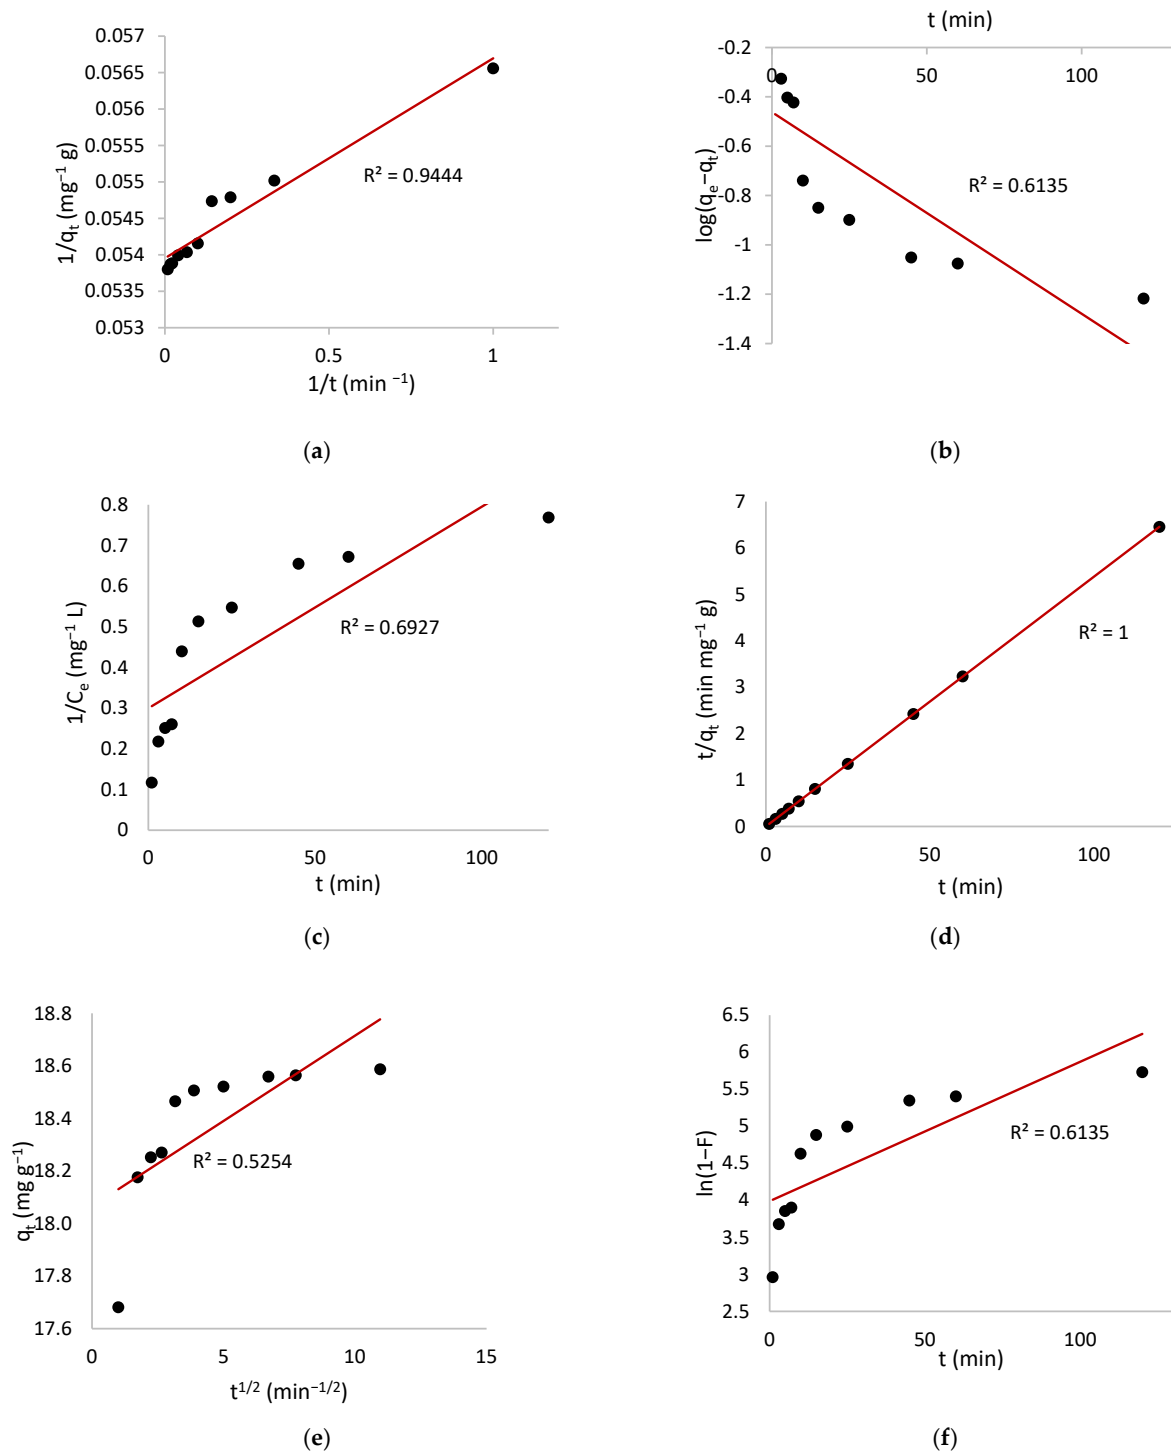 0.057
0.0565
0.056
0.0555
0.055
0.0545
0.054
0.0535
0.053
1/qt (mg⁻¹ g)
R² = 0.9444
0 0.5 1
1/t (min ⁻¹)
(a)
t (min)
0 50 100
-0.2
-0.4
-0.6
-0.8
-1
-1.2
-1.4
log(qe−qt)
R² = 0.6135
(b)
0.8
0.7
0.6
0.5
0.4
0.3
0.2
0.1
0
1/Ce (mg⁻¹ L)
R² = 0.6927
0 50 100
t (min)
(c)
7
6
5
4
3
2
1
0
t/qt (min mg⁻¹ g)
R² = 1
0 50 100
t (min)
(d)
18.8
18.6
18.4
18.2
18.0
17.8
17.6
qt (mg g⁻¹)
R² = 0.5254
0 5 10 15
t¹ᐟ² (min⁻¹ᐟ²)
(e)
6.5
6
5.5
5
4.5
4
3.5
3
2.5
ln(1−F)
R² = 0.6135
0 50 100
t (min)
(f)